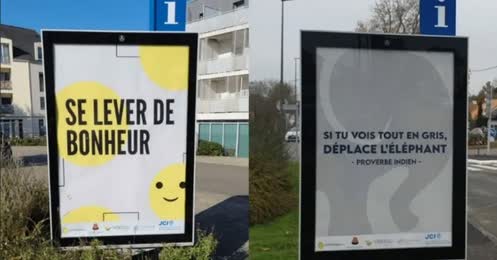 i
SE LEVER DE
BONHEUR
JCI
i
SI TU VOIS TOUT EN GRIS,
DÉPLACE L'ÉLÉPHANT
- PROVERBE INDIEN -
JCI